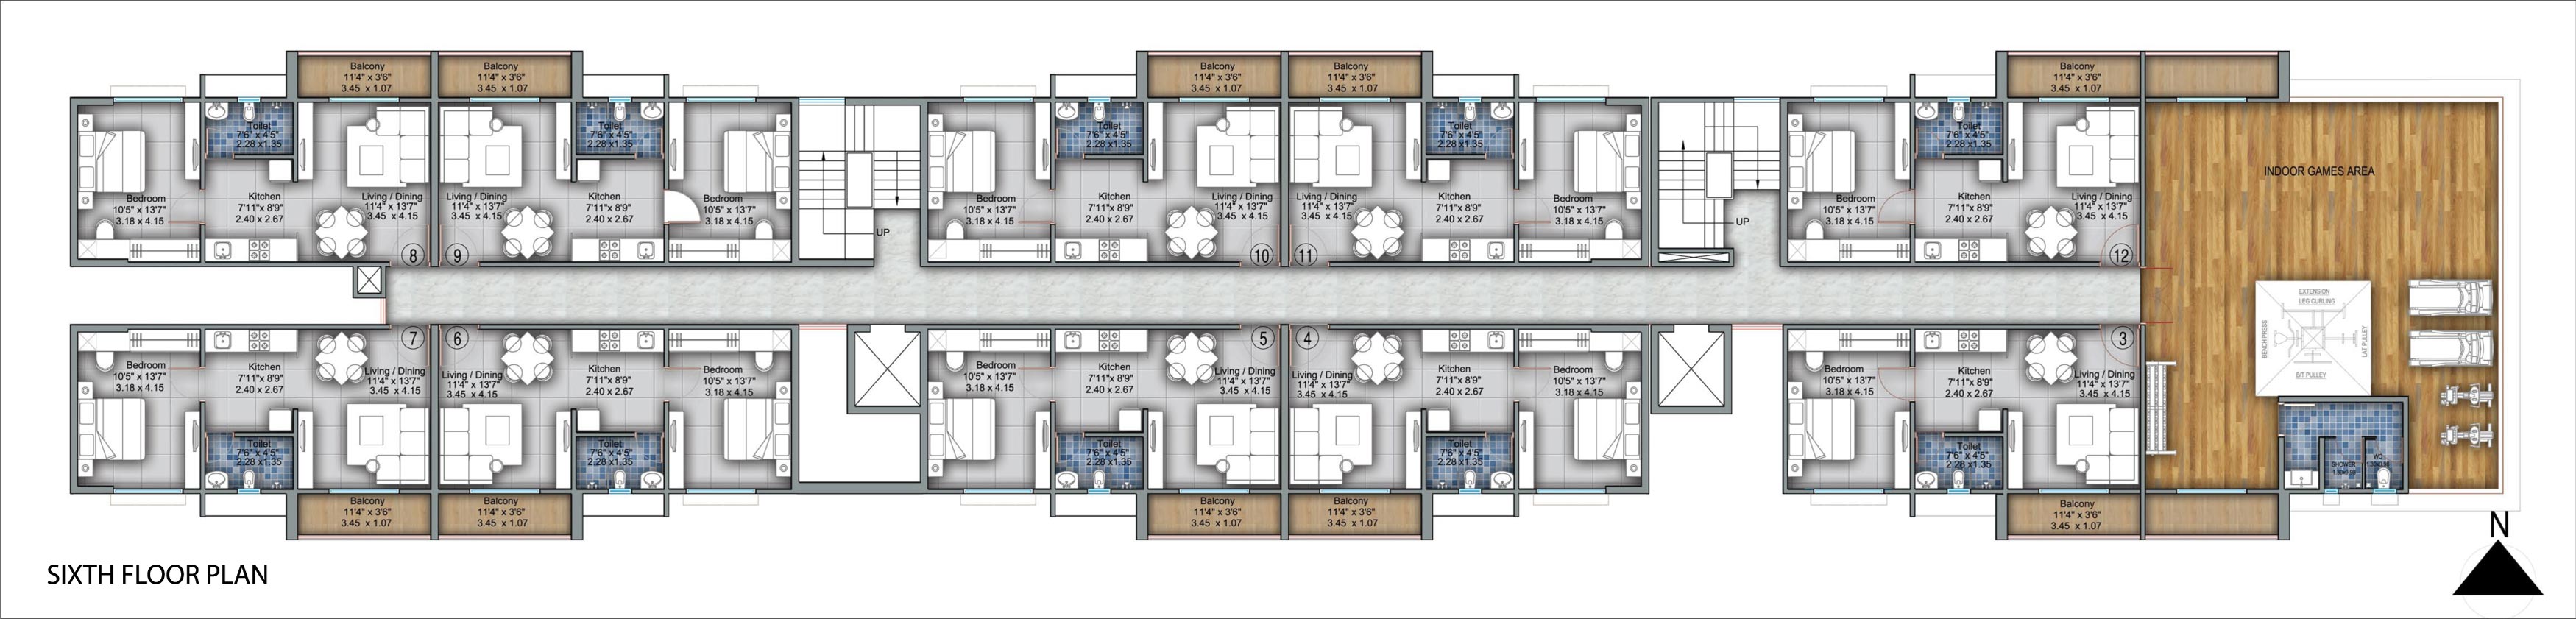 Balcony
11'4" x 3'6"
3.45 x 1.07
Balcony
11'4" x 3'6"
3.45 x 1.07
Balcony
11'4" x 3'6"
3.45 x 1.07
Balcony
11'4" x 3'6"
3.45 x 1.07
Balcony
11'4" x 3'6"
3.45 x 1.07
Toilet
7'6" x 4'5"
2.28 x1.35
Bedroom
10'5" x 13'7"
3.18 x 4.15
Kitchen
7'11"x 8'9"
2.40 x 2.67
Living / Dining
11'4" x 13'7"
3.45 x 4.15
8
Living / Dining
11'4" x 13'7"
3.45 x 4.15
9
Toilet
7'6" x 4'5"
2.28 x1.35
Kitchen
7'11"x 8'9"
2.40 x 2.67
Bedroom
10'5" x 13'7"
3.18 x 4.15
UP
Toilet
7'6" x 4'5"
2.28 x1.35
Bedroom
10'5" x 13'7"
3.18 x 4.15
Kitchen
7'11"x 8'9"
2.40 x 2.67
Living / Dining
11'4" x 13'7"
3.45 x 4.15
10
Living / Dining
11'4" x 13'7"
3.45 x 4.15
11
Toilet
7'6" x 4'5"
2.28 x1.35
Kitchen
7'11"x 8'9"
2.40 x 2.67
Bedroom
10'5" x 13'7"
3.18 x 4.15
UP
Toilet
7'6" x 4'5"
2.28 x1.35
Bedroom
10'5" x 13'7"
3.18 x 4.15
Kitchen
7'11"x 8'9"
2.40 x 2.67
Living / Dining
11'4" x 13'7"
3.45 x 4.15
12
INDOOR GAMES AREA
EXTENSION
LEG CURLING
BENCH PRESS
LAT PULLEY
BIT PULLEY
Bedroom
10'5" x 13'7"
3.18 x 4.15
Kitchen
7'11"x 8'9"
2.40 x 2.67
7
Living / Dining
11'4" x 13'7"
3.45 x 4.15
Toilet
7'6" x 4'5"
2.28 x1.35
6
Living / Dining
11'4" x 13'7"
3.45 x 4.15
Kitchen
7'11"x 8'9"
2.40 x 2.67
Bedroom
10'5" x 13'7"
3.18 x 4.15
Toilet
7'6" x 4'5"
2.28 x1.35
Bedroom
10'5" x 13'7"
3.18 x 4.15
Kitchen
7'11"x 8'9"
2.40 x 2.67
5
Living / Dining
11'4" x 13'7"
3.45 x 4.15
Toilet
7'6" x 4'5"
2.28 x1.35
4
Living / Dining
11'4" x 13'7"
3.45 x 4.15
Kitchen
7'11"x 8'9"
2.40 x 2.67
Bedroom
10'5" x 13'7"
3.18 x 4.15
Toilet
7'6" x 4'5"
2.28 x1.35
Bedroom
10'5" x 13'7"
3.18 x 4.15
Kitchen
7'11"x 8'9"
2.40 x 2.67
3
Living / Dining
11'4" x 13'7"
3.45 x 4.15
Toilet
7'6" x 4'5"
2.28 x1.35
SHOWER
WC
Balcony
11'4" x 3'6"
3.45 x 1.07
Balcony
11'4" x 3'6"
3.45 x 1.07
Balcony
11'4" x 3'6"
3.45 x 1.07
Balcony
11'4" x 3'6"
3.45 x 1.07
Balcony
11'4" x 3'6"
3.45 x 1.07
N
SIXTH FLOOR PLAN